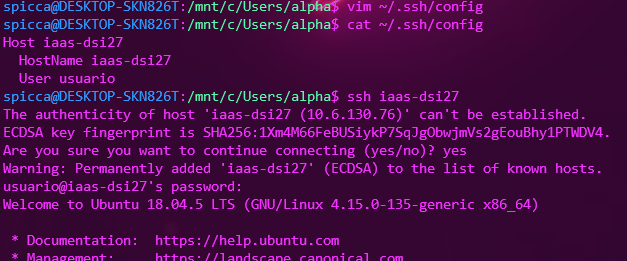 spicca@DESKTOP-SKN826T:/mnt/c/Users/alpha$ vim ~/.ssh/config
spicca@DESKTOP-SKN826T:/mnt/c/Users/alpha$ cat ~/.ssh/config
Host iaas-dsi27
  HostName iaas-dsi27
  User usuario
spicca@DESKTOP-SKN826T:/mnt/c/Users/alpha$ ssh iaas-dsi27
The authenticity of host 'iaas-dsi27 (10.6.130.76)' can't be established.
ECDSA key fingerprint is SHA256:1Xm4M66FeBUSiykP7SqJgObwjmVs2gEouBhy1PTWDV4.
Are you sure you want to continue connecting (yes/no)? yes
Warning: Permanently added 'iaas-dsi27' (ECDSA) to the list of known hosts.
usuario@iaas-dsi27's password:
Welcome to Ubuntu 18.04.5 LTS (GNU/Linux 4.15.0-135-generic x86_64)
 * Documentation:  https://help.ubuntu.com
 * Management:     https://landscape.canonical.com